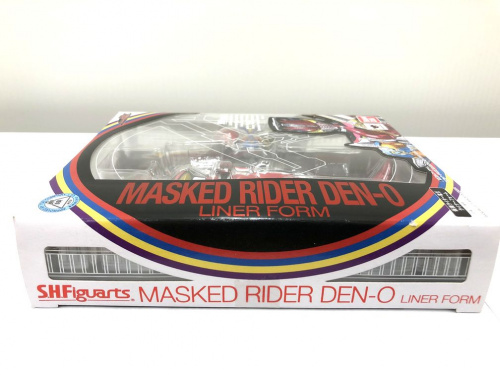 MASKED RIDER DEN-O
LINER FORM
S.H.Figuarts MASKED RIDER DEN-O LINER FORM